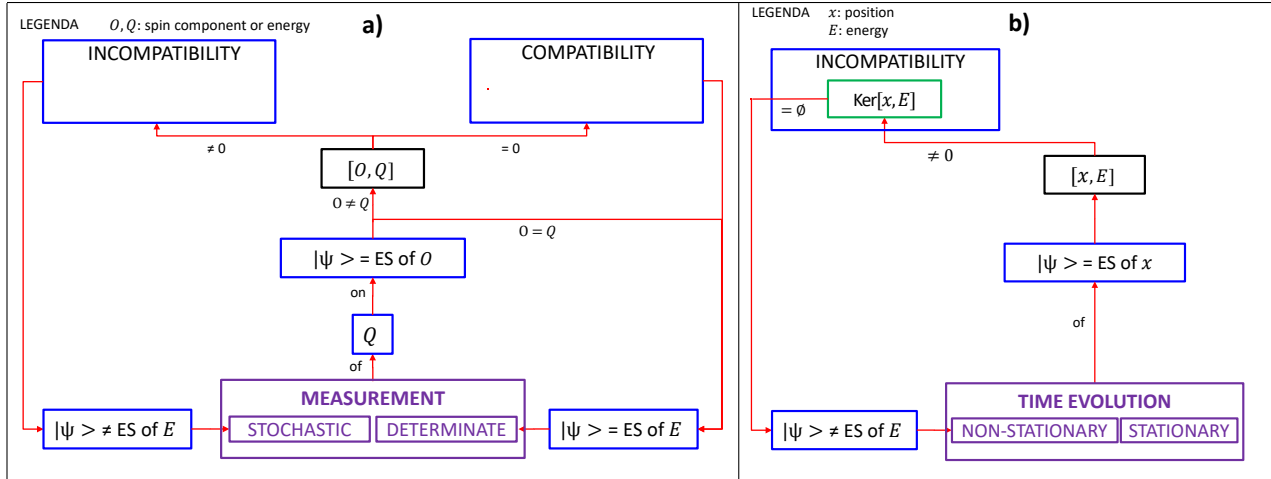 LEGENDA O, Q: spin component or energy
a)
INCOMPATIBILITY
COMPATIBILITY
≠ 0
= 0
[O, Q]
O ≠ Q
O = Q
|ψ > = ES of O
on
Q
of
MEASUREMENT
STOCHASTIC
DETERMINATE
|ψ > ≠ ES of E
|ψ > = ES of E
LEGENDA x: position
E: energy
b)
INCOMPATIBILITY
Ker[x, E]
= ∅
≠ 0
[x, E]
|ψ > = ES of x
of
TIME EVOLUTION
NON-STATIONARY
STATIONARY
|ψ > ≠ ES of E